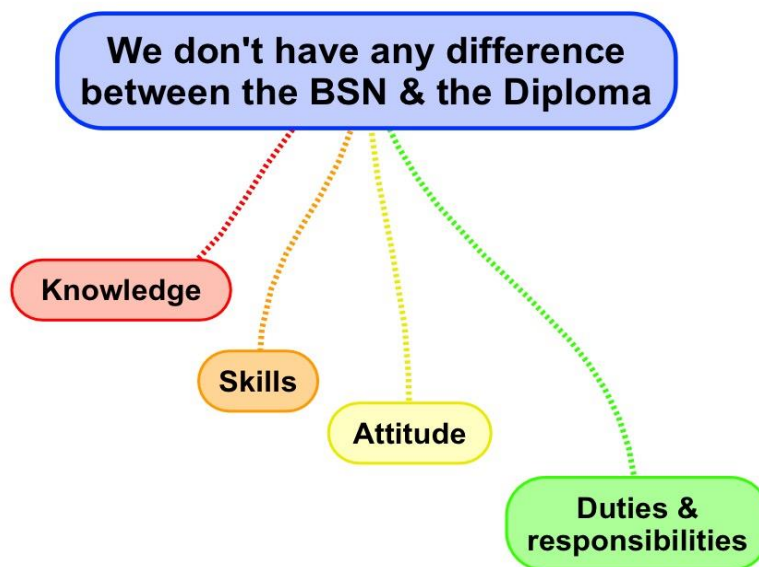 We don't have any difference
between the BSN & the Diploma
Knowledge
Skills
Attitude
Duties &
responsibilities